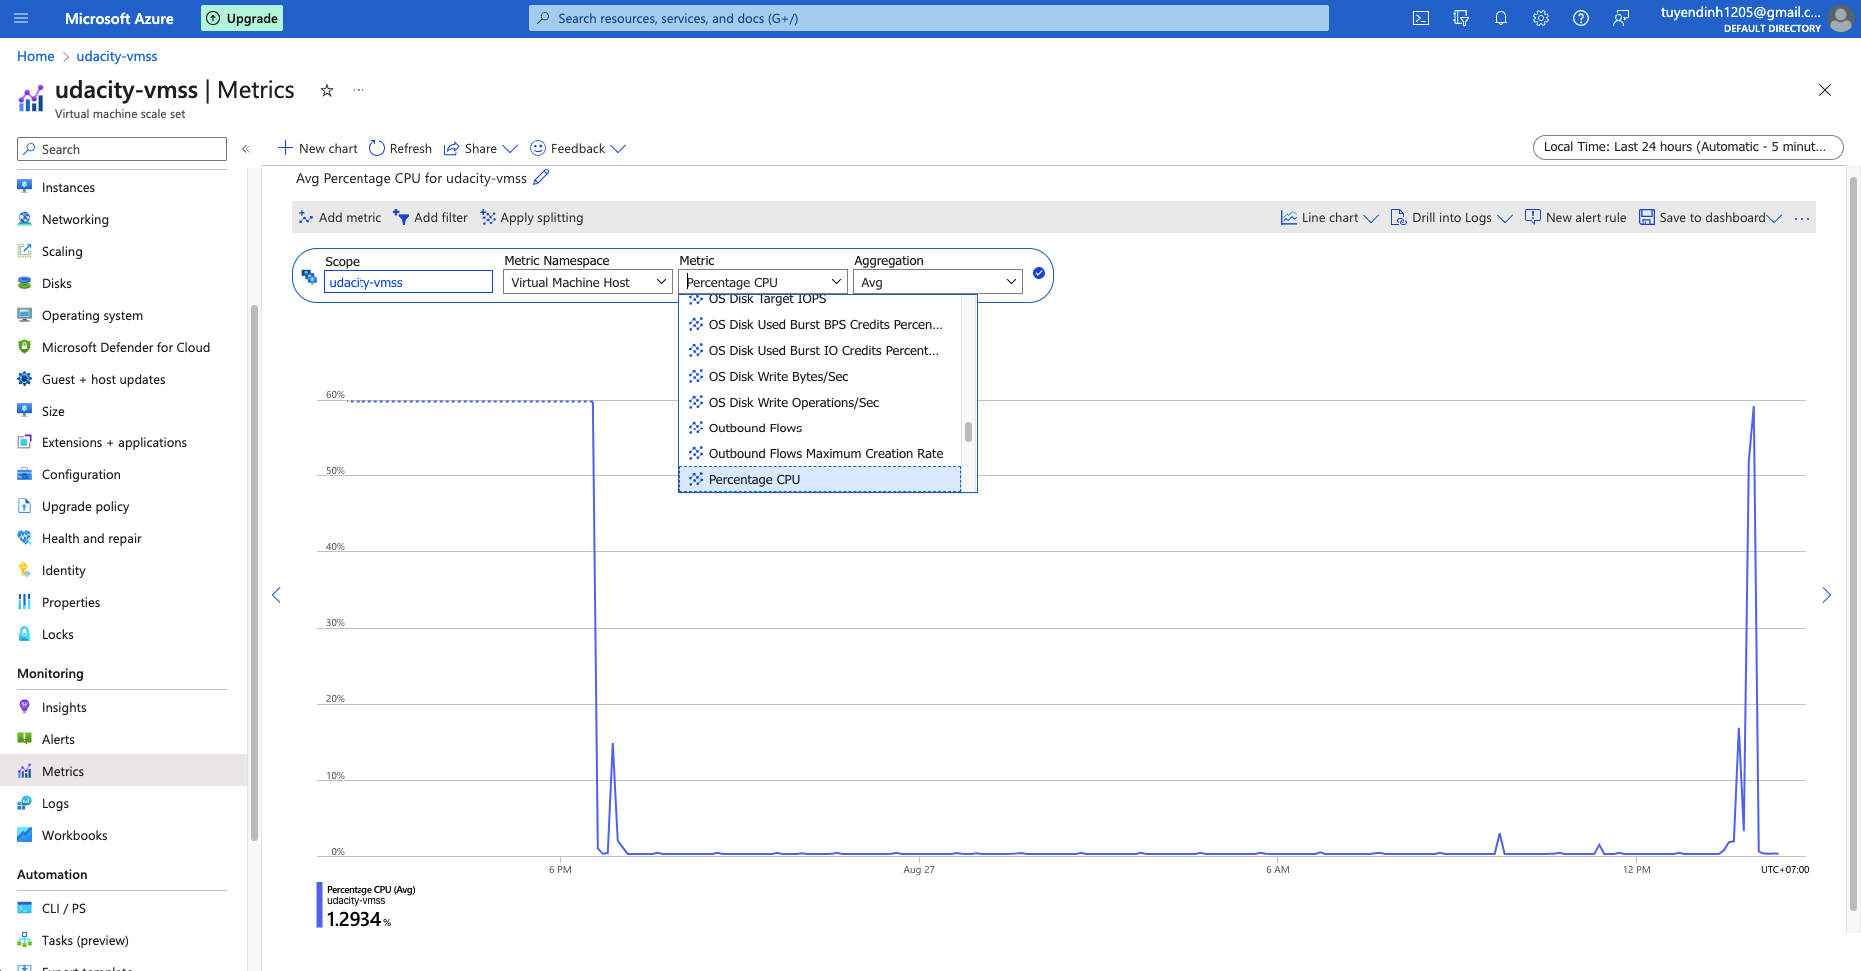 Microsoft Azure
Upgrade
Search resources, services, and docs (G+/)
tuyendinh1205@gmail.c...
DEFAULT DIRECTORY
Home > udacity-vmss
udacity-vmss | Metrics
Virtual machine scale set
Search
New chart
Refresh
Share
Feedback
Local Time: Last 24 hours (Automatic - 5 minut...
Instances
Networking
Scaling
Disks
Operating system
Microsoft Defender for Cloud
Guest + host updates
Size
Extensions + applications
Configuration
Upgrade policy
Health and repair
Identity
Properties
Locks
Monitoring
Insights
Alerts
Metrics
Logs
Workbooks
Automation
CLI / PS
Tasks (preview)
Export template
Avg Percentage CPU for udacity-vmss
Add metric
Add filter
Apply splitting
Line chart
Drill into Logs
New alert rule
Save to dashboard
Scope
udacity-vmss
Metric Namespace
Virtual Machine Host
Metric
Percentage CPU
Aggregation
Avg
OS Disk Target IOPS
OS Disk Used Burst BPS Credits Percen...
OS Disk Used Burst IO Credits Percent...
OS Disk Write Bytes/Sec
OS Disk Write Operations/Sec
Outbound Flows
Outbound Flows Maximum Creation Rate
Percentage CPU
60%
50%
40%
30%
20%
10%
0%
6 PM
Aug 27
6 AM
12 PM
UTC+07:00
Percentage CPU (Avg)
udacity-vmss
1.2934 %